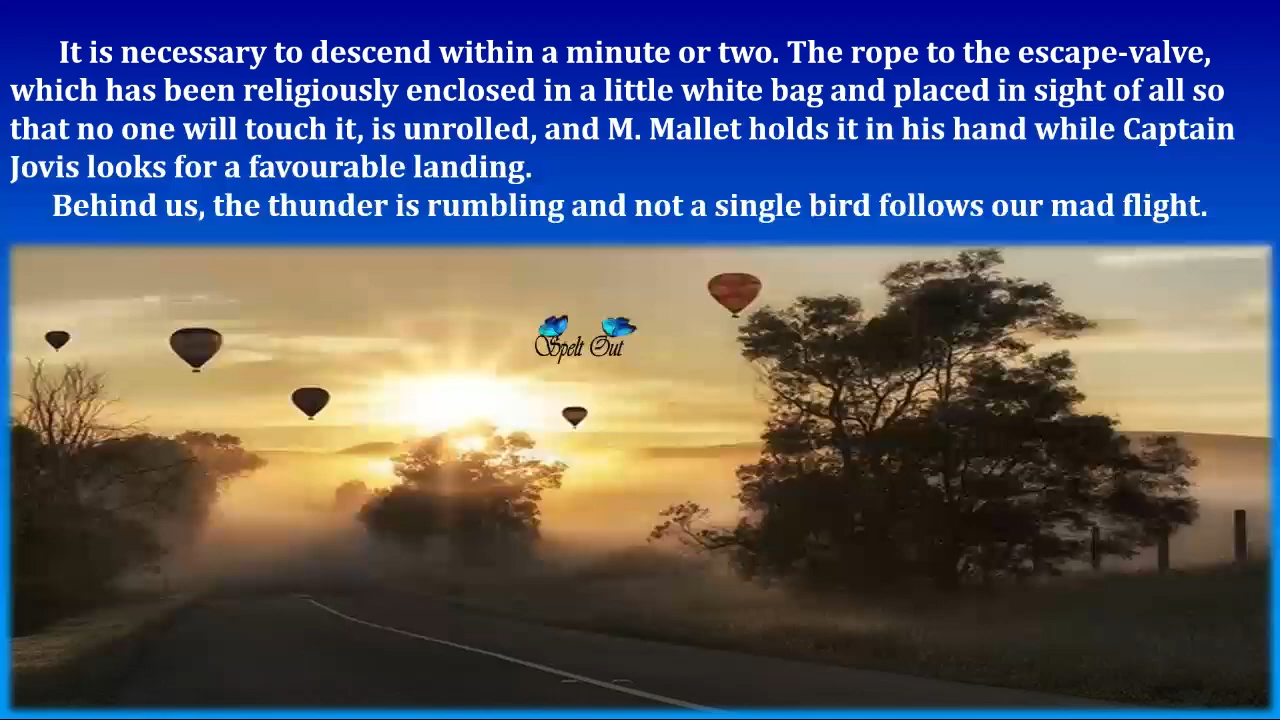 It is necessary to descend within a minute or two. The rope to the escape-valve,
which has been religiously enclosed in a little white bag and placed in sight of all so
that no one will touch it, is unrolled, and M. Mallet holds it in his hand while Captain
Jovis looks for a favourable landing.
Behind us, the thunder is rumbling and not a single bird follows our mad flight.
Spelt Out